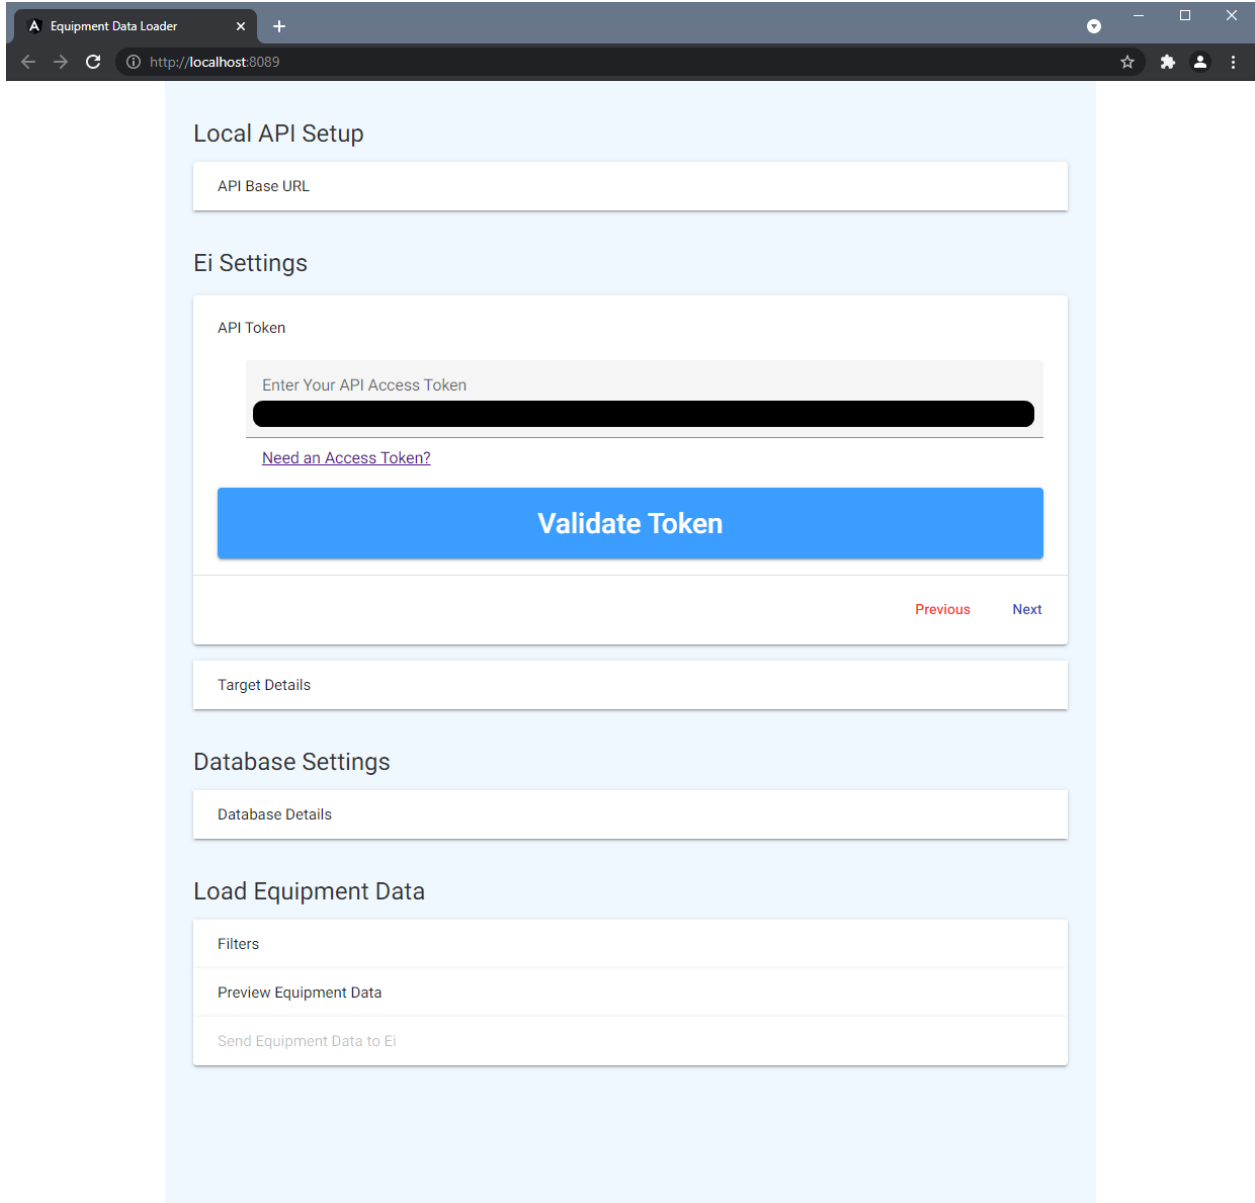 Equipment Data Loader
http://localhost:8089
Local API Setup
API Base URL
Ei Settings
API Token
Enter Your API Access Token
Need an Access Token?
Validate Token
Previous Next
Target Details
Database Settings
Database Details
Load Equipment Data
Filters
Preview Equipment Data
Send Equipment Data to Ei